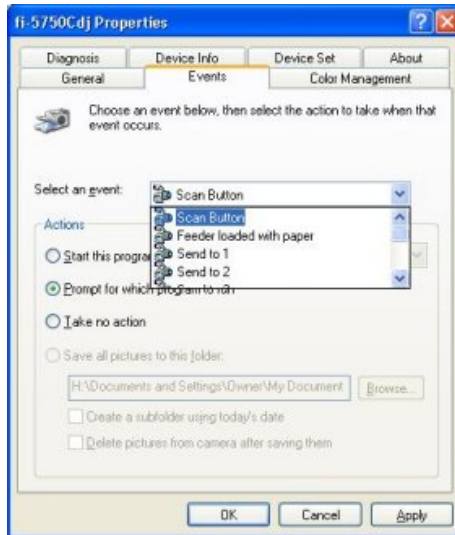 fi-5750Cdj Properties
Diagnosis Device Info Device Set About
General Events Color Management
Choose an event below, then select the action to take when that
event occurs.
Select an event: Scan Button
Scan Button
Feeder loaded with paper
Send to 1
Send to 2
Actions
Start this
Prompt for which program to run
Take no action
Save all pictures to this folder:
H:\Documents and Settings\Owner\My Document Browse...
Create a subfolder using today's date
Delete pictures from camera after saving them
OK Cancel Apply